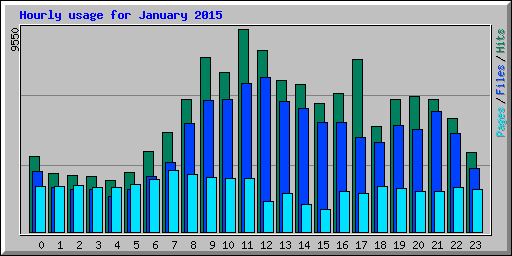 Hourly usage for January 2015
9550
Pages/Files/Hits
0 1 2 3 4 5 6 7 8 9 10 11 12 13 14 15 16 17 18 19 20 21 22 23